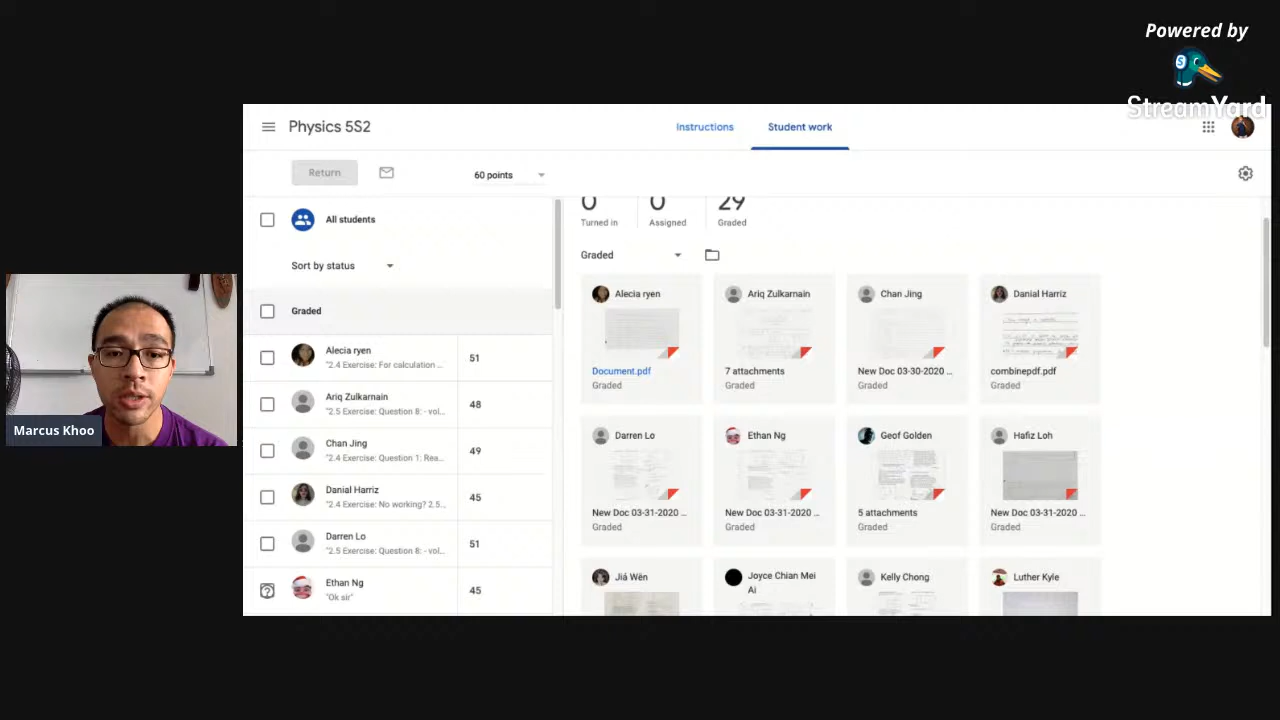 Powered by
StreamYard
Physics 5S2
Instructions
Student work
Return
60 points
All students
Sort by status
Graded
Alecia ryen
"2.4 Exercise: For calculation ...
51
Ariq Zulkarnain
"2.5 Exercise: Question 8: - vol...
48
Chan Jing
"2.4 Exercise: Question 1: Rea...
49
Danial Harriz
"2.4 Exercise: No working? 2.5...
45
Darren Lo
"2.5 Exercise: Question 8: - vol...
51
Ethan Ng
"Ok sir"
45
0 0 29
Turned in Assigned Graded
Graded
Alecia ryen
Document.pdf
Graded
Ariq Zulkarnain
7 attachments
Graded
Chan Jing
New Doc 03-30-2020 ...
Graded
Danial Harriz
combinepdf.pdf
Graded
Darren Lo
New Doc 03-31-2020 ...
Graded
Ethan Ng
New Doc 03-31-2020 ...
Graded
Geof Golden
5 attachments
Graded
Hafiz Loh
New Doc 03-31-2020 ...
Graded
Jiá Wên
Joyce Chian Mei
Ai
Kelly Chong
Luther Kyle
Marcus Khoo